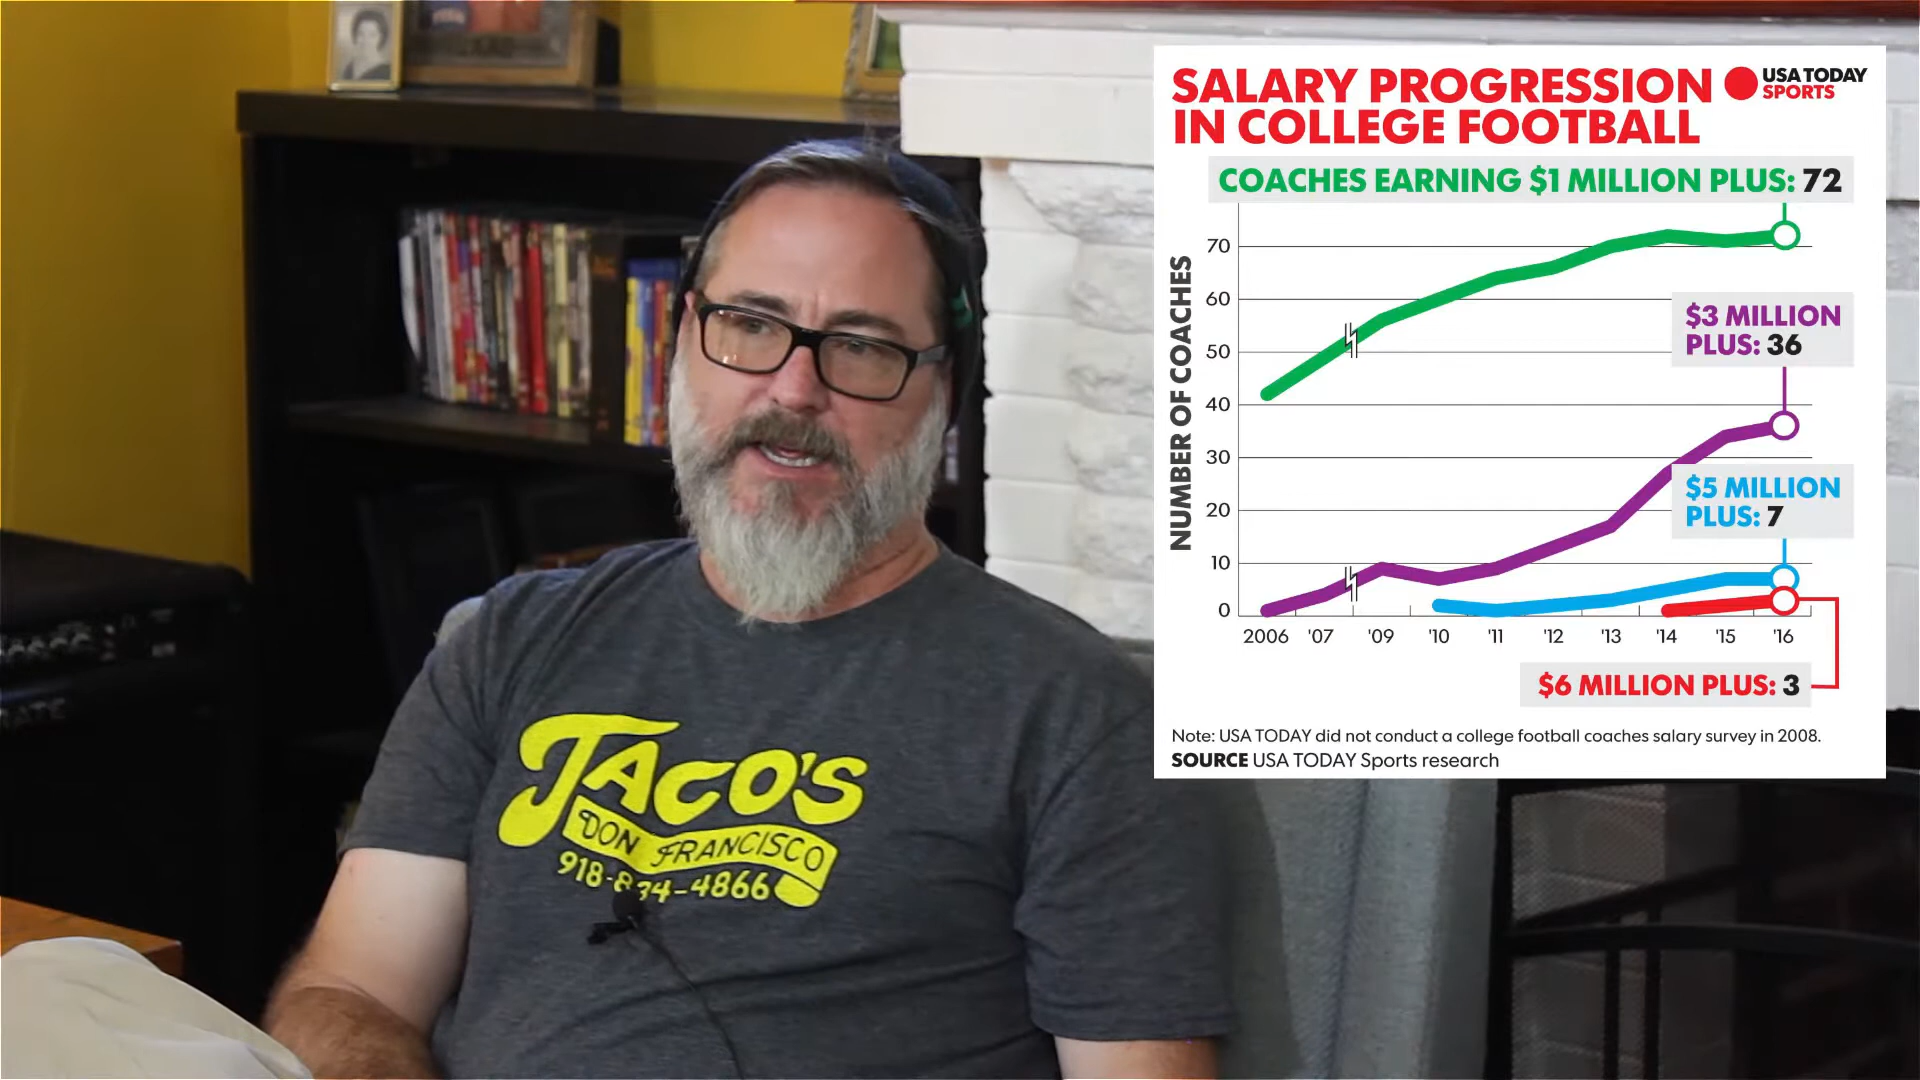 SALARY PROGRESSION
IN COLLEGE FOOTBALL
USA TODAY
SPORTS
COACHES EARNING $1 MILLION PLUS: 72
NUMBER OF COACHES
70
60
50
40
30
20
10
0
$3 MILLION
PLUS: 36
$5 MILLION
PLUS: 7
2006 '07 '09 '10 '11 '12 '13 '14 '15 '16
$6 MILLION PLUS: 3
Note: USA TODAY did not conduct a college football coaches salary survey in 2008.
SOURCE USA TODAY Sports research
TACO'S
DON FRANCISCO
918-834-4866